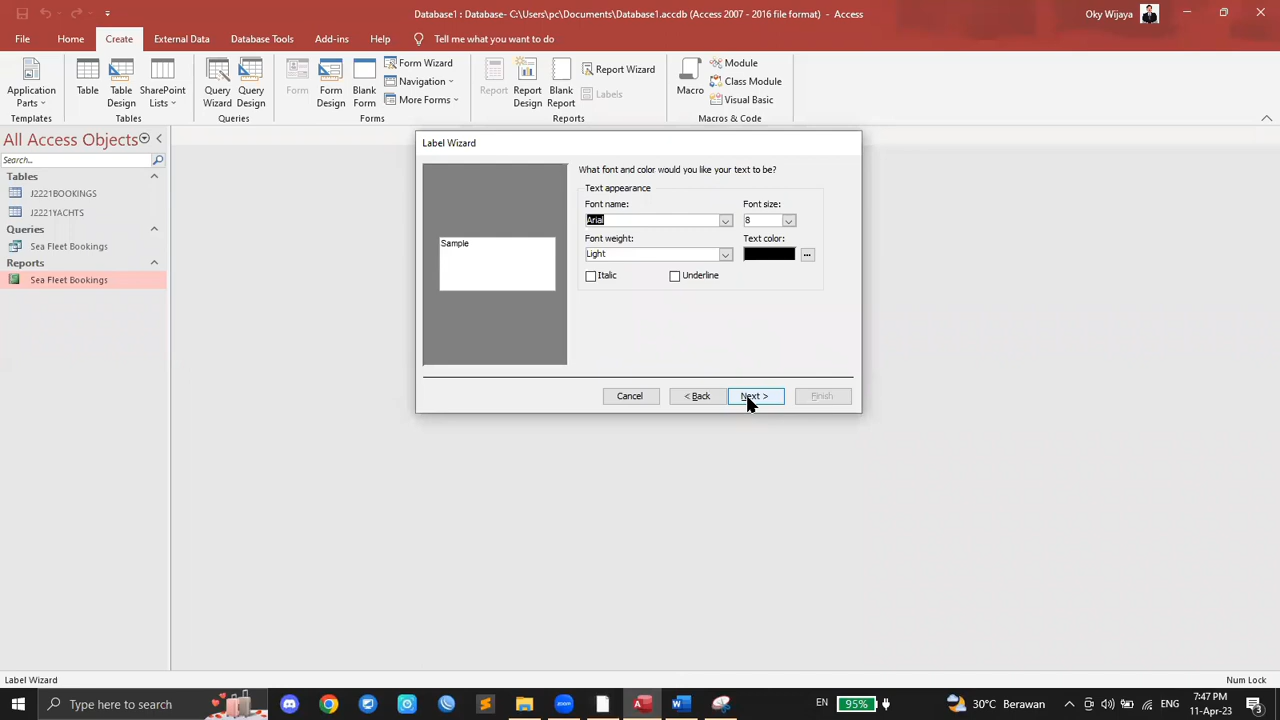 Database1 : Database- C:\Users\pc\Documents\Database1.accdb (Access 2007 - 2016 file format) - Access
Oky Wijaya
File
Home
Create
External Data
Database Tools
Add-ins
Help
Tell me what you want to do
Application Parts
Table
Table Design
SharePoint Lists
Query Wizard
Query Design
Form
Form Design
Blank Form
Form Wizard
Navigation
More Forms
Report
Report Design
Blank Report
Report Wizard
Labels
Macro
Module
Class Module
Visual Basic
Templates
Tables
Queries
Forms
Reports
Macros & Code
All Access Objects
Search...
Tables
J2221BOOKINGS
J2221YACHTS
Queries
Sea Fleet Bookings
Reports
Sea Fleet Bookings
Label Wizard
Sample
What font and color would you like your text to be?
Text appearance
Font name:
Font size:
Arial
8
Font weight:
Text color:
Light
...
Italic
Underline
Cancel
< Back
Next >
Finish
Label Wizard
Num Lock
Type here to search
EN
95%
30°C Berawan
ENG
7:47 PM
11-Apr-23
3